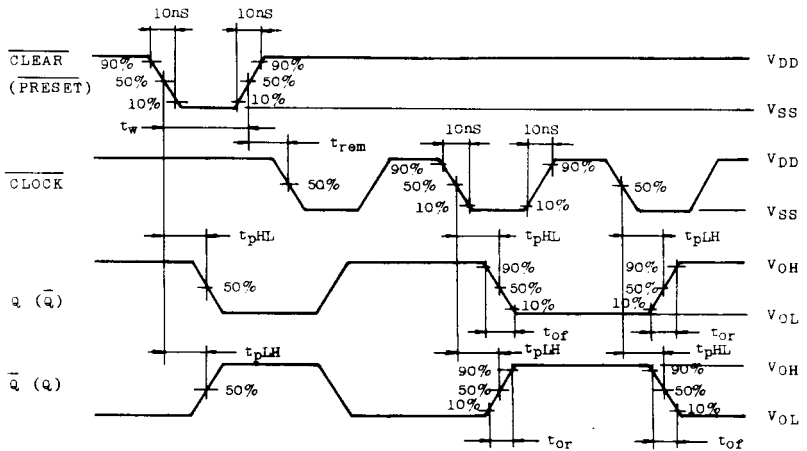 10nS 10nS
CLEAR 90% 90% VDD
(PRESET) 50% 50%
10% 10% VSS
tw trem 10nS 10nS
CLOCK 50% 90% 50% 10% 10% 90% 50% VDD
VSS
tpHL tpHL tpLH
Q (Q̄) 50% 90% 50% 10% 90% 50% 10% VOH
VOL
tof tor
tpLH tpLH tpHL
Q̄ (Q) 50% 90% 50% 10% 90% 50% 10% VOH
VOL
tor tof